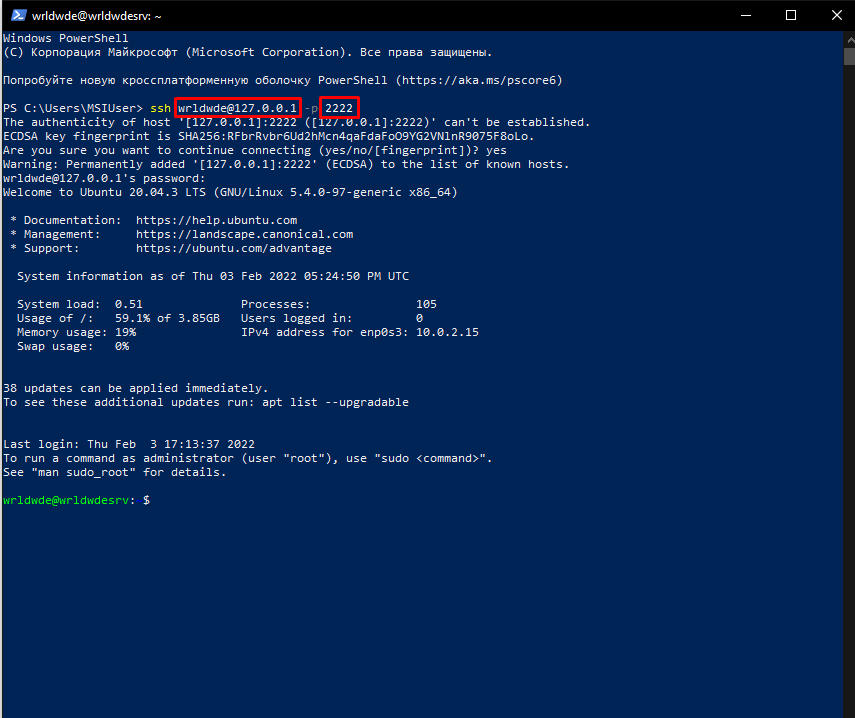 wrldwde@wrldwdesrv: ~
Windows PowerShell
(C) Корпорация Майкрософт (Microsoft Corporation). Все права защищены.
Попробуйте новую кроссплатформенную оболочку PowerShell (https://aka.ms/pscore6)
PS C:\Users\MSIUser> ssh wrldwde@127.0.0.1 -p 2222
The authenticity of host '[127.0.0.1]:2222 ([127.0.0.1]:2222)' can't be established.
ECDSA key fingerprint is SHA256:RFbrRvbr6Ud2hMcn4qaFdaFoO9YG2VNlnR9075F8oLo.
Are you sure you want to continue connecting (yes/no/[fingerprint])? yes
Warning: Permanently added '[127.0.0.1]:2222' (ECDSA) to the list of known hosts.
wrldwde@127.0.0.1's password:
Welcome to Ubuntu 20.04.3 LTS (GNU/Linux 5.4.0-97-generic x86_64)
* Documentation: https://help.ubuntu.com
* Management: https://landscape.canonical.com
* Support: https://ubuntu.com/advantage
System information as of Thu 03 Feb 2022 05:24:50 PM UTC
System load: 0.51 Processes: 105
Usage of /: 59.1% of 3.85GB Users logged in: 0
Memory usage: 19% IPv4 address for enp0s3: 10.0.2.15
Swap usage: 0%
38 updates can be applied immediately.
To see these additional updates run: apt list --upgradable
Last login: Thu Feb 3 17:13:37 2022
To run a command as administrator (user "root"), use "sudo <command>".
See "man sudo_root" for details.
wrldwde@wrldwdesrv: $